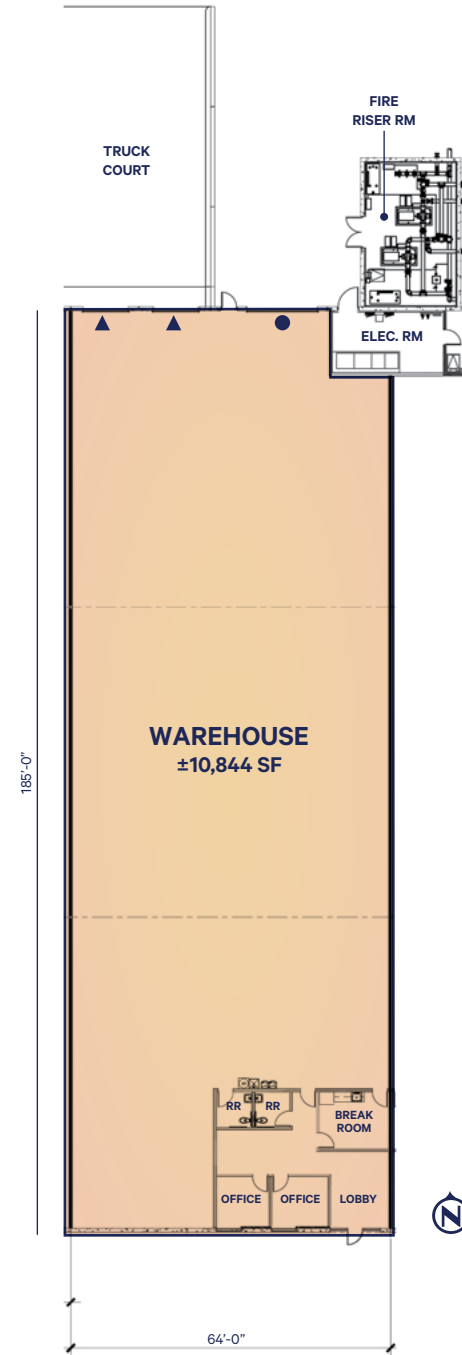 TRUCK
COURT
FIRE
RISER RM
ELEC. RM
WAREHOUSE
±10,844 SF
185'-0"
RR
RR
BREAK
ROOM
OFFICE
OFFICE
LOBBY
N
64'-0"